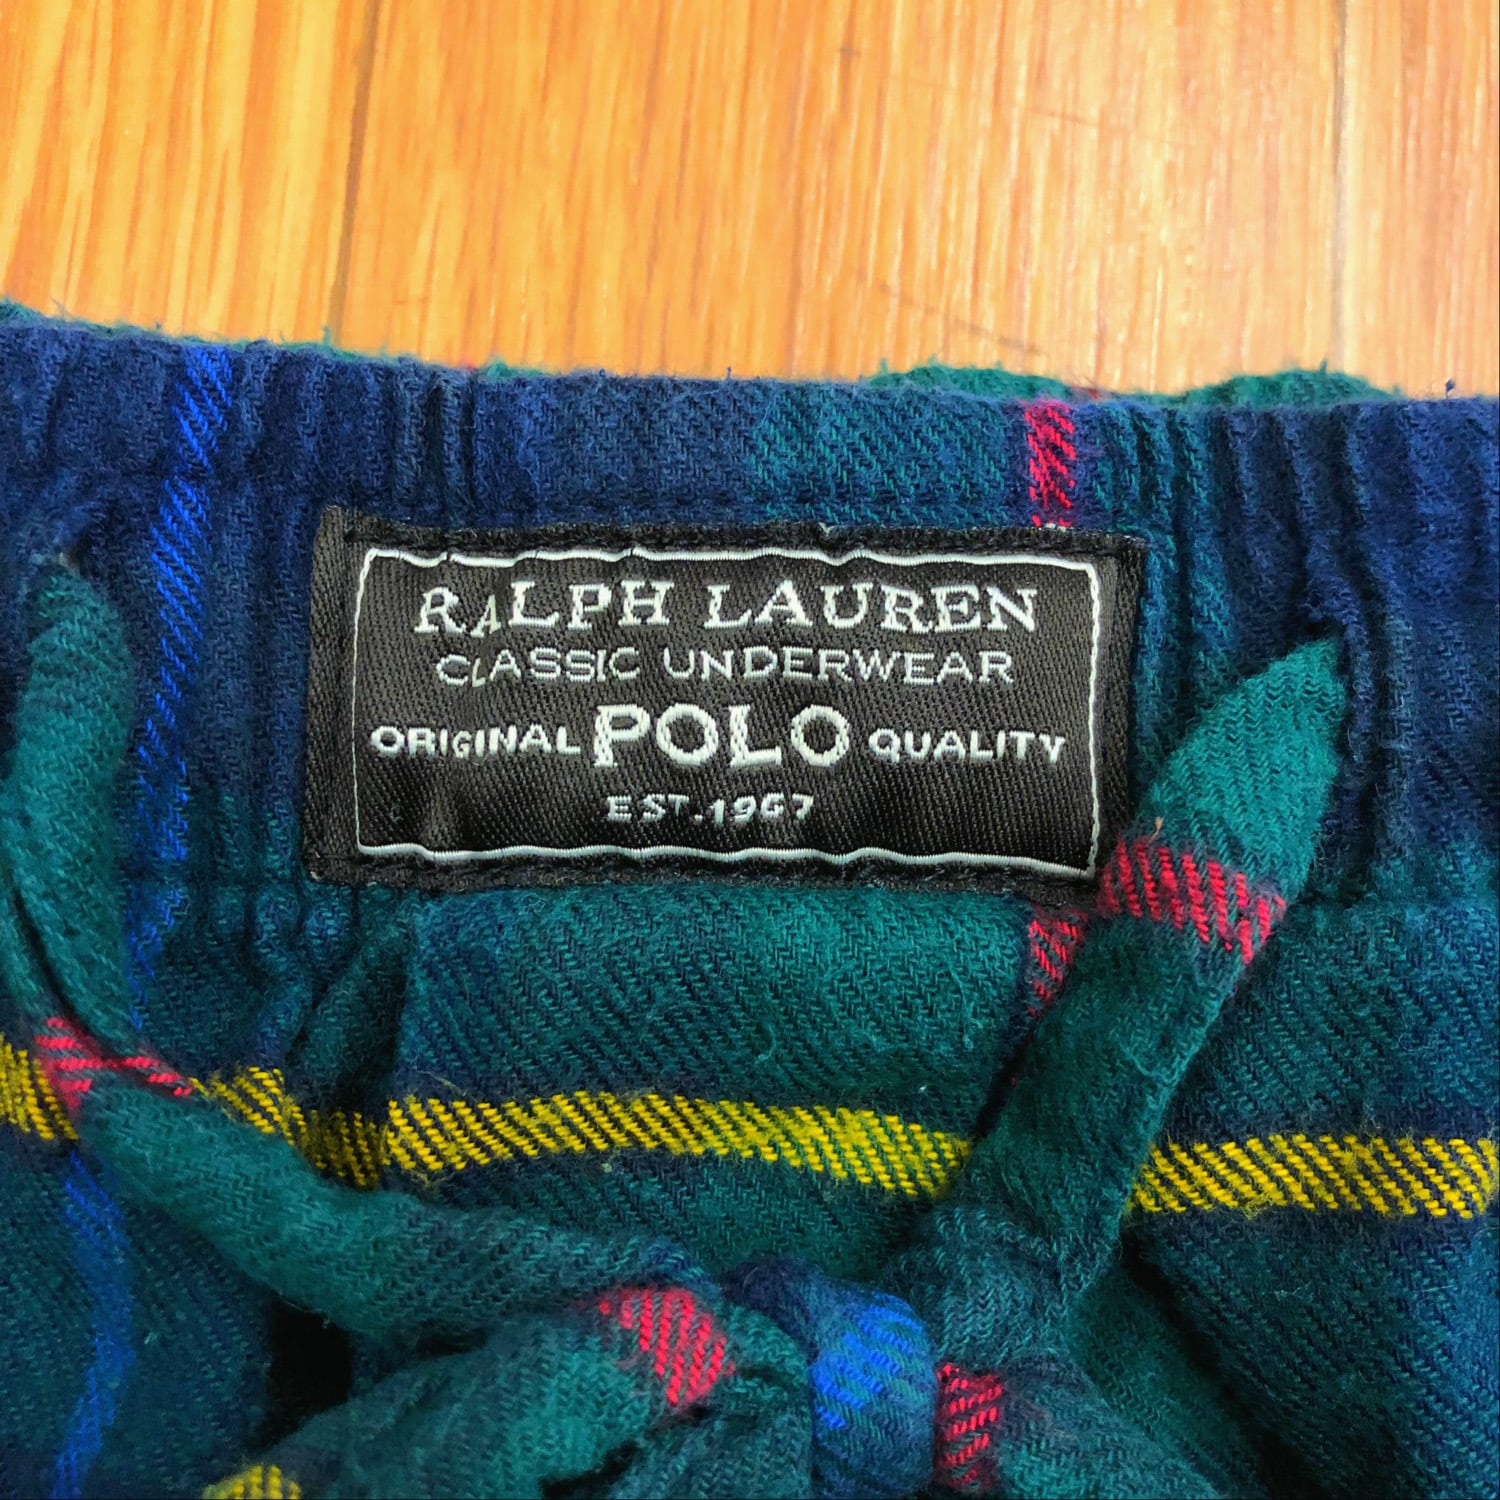 RALPH LAUREN
CLASSIC UNDERWEAR
ORIGINAL POLO QUALITY
EST.1967